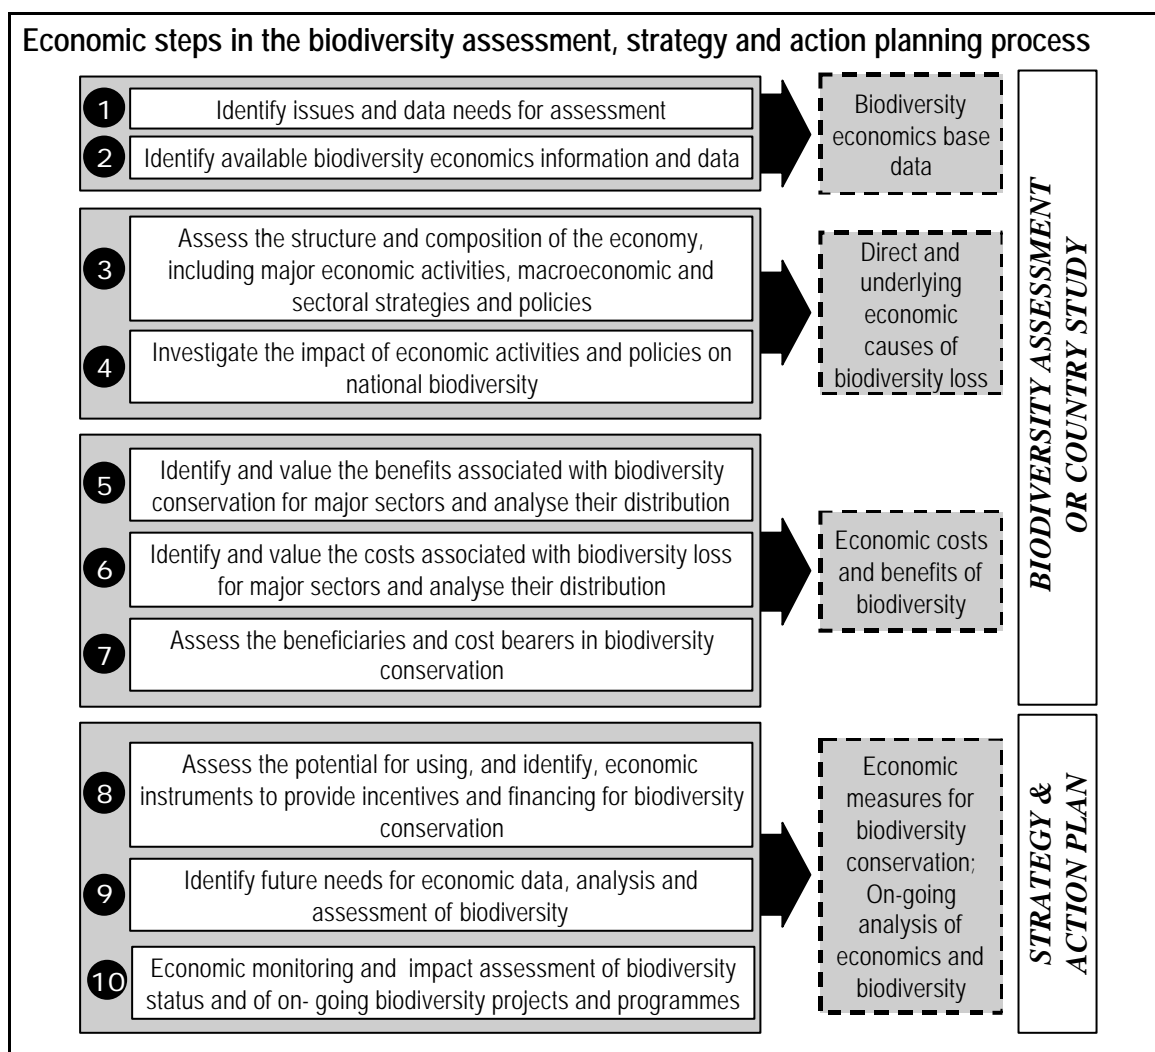 Economic steps in the biodiversity assessment, strategy and action planning process
1
Identify issues and data needs for assessment
2
Identify available biodiversity economics information and data
Biodiversity
economics base
data
3
Assess the structure and composition of the economy,
including major economic activities, macroeconomic and
sectoral strategies and policies
4
Investigate the impact of economic activities and policies on
national biodiversity
Direct and
underlying
economic
causes of
biodiversity loss
5
Identify and value the benefits associated with biodiversity
conservation for major sectors and analyse their distribution
6
Identify and value the costs associated with biodiversity loss
for major sectors and analyse their distribution
7
Assess the beneficiaries and cost bearers in biodiversity
conservation
Economic costs
and benefits of
biodiversity
BIODIVERSITY ASSESSMENT
OR COUNTRY STUDY
8
Assess the potential for using, and identify, economic
instruments to provide incentives and financing for biodiversity
conservation
9
Identify future needs for economic data, analysis and
assessment of biodiversity
10
Economic monitoring and impact assessment of biodiversity
status and of on- going biodiversity projects and programmes
Economic
measures for
biodiversity
conservation;
On-going
analysis of
economics and
biodiversity
STRATEGY &
ACTION PLAN